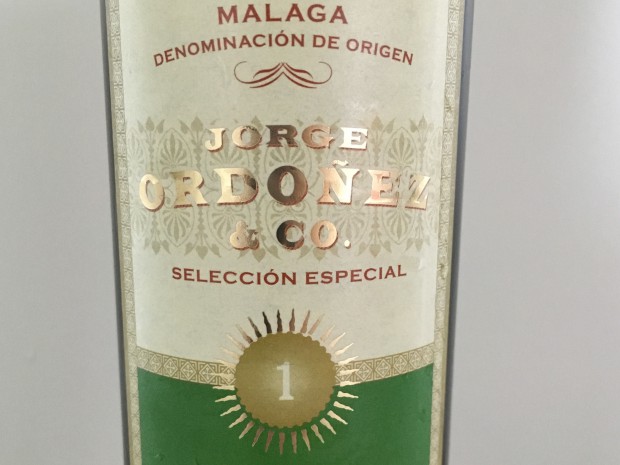 MALAGA
DENOMINACIÓN DE ORIGEN
JORGE
ORDOÑEZ
& CO.
SELECCIÓN ESPECIAL
1